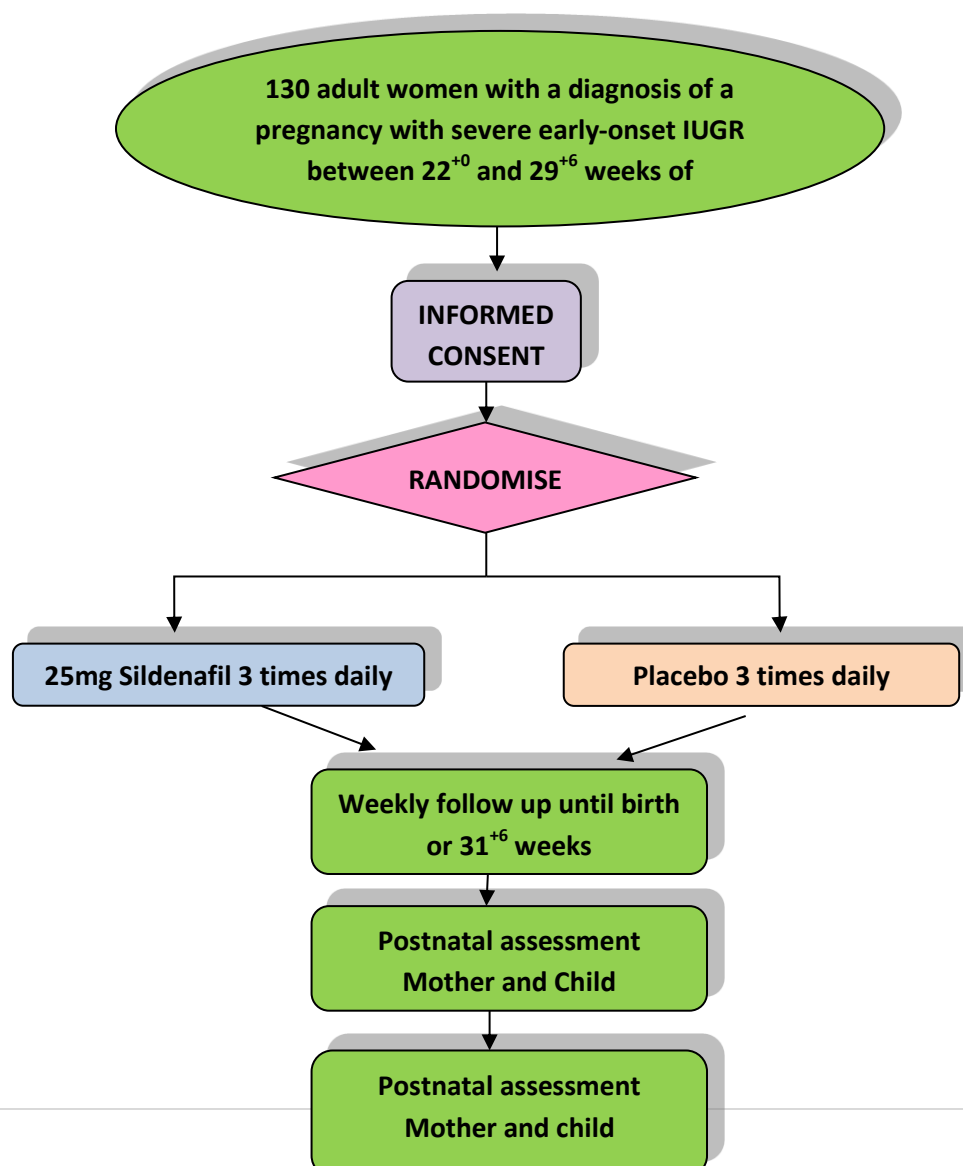 130 adult women with a diagnosis of a
pregnancy with severe early-onset IUGR
between 22⁺⁰ and 29⁺⁶ weeks of
INFORMED
CONSENT
RANDOMISE
25mg Sildenafil 3 times daily
Placebo 3 times daily
Weekly follow up until birth
or 31⁺⁶ weeks
Postnatal assessment
Mother and Child
Postnatal assessment
Mother and child